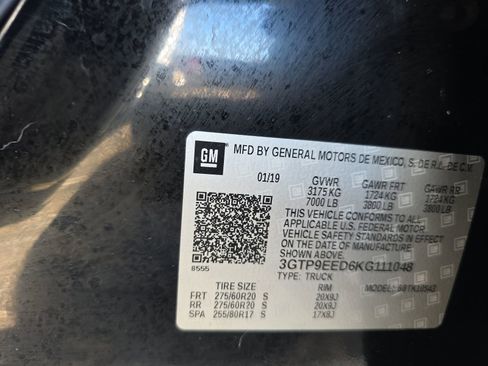 GM
MFD BY GENERAL MOTORS DE MEXICO, S. DE R.L. DE C.V.
01/19 GVWR GAWR FRT GAWR RR
3175 KG 1724 KG 1724 KG
7000 LB 3800 LB 3800 LB
THIS VEHICLE CONFORMS TO ALL
APPLICABLE U.S. FEDERAL MOTOR
VEHICLE SAFETY STANDARDS IN
EFFECT ON THE DATE OF MANUFACTURE
SHOWN ABOVE.
3GTP9EED6KG111048
TYPE: TRUCK MODEL:
8555
TIRE SIZE RIM
FRT 275/60R20 S 20X9J
RR 275/60R20 S 20X9J
SPA 255/80R17 S 17X8J